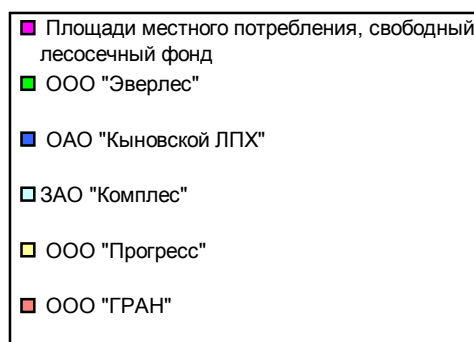 Площади местного потребления, свободный
лесосечный фонд
ООО "Эверлес"
ОАО "Кыновской ЛПХ"
ЗАО "Комплес"
ООО "Прогресс"
ООО "ГРАН"